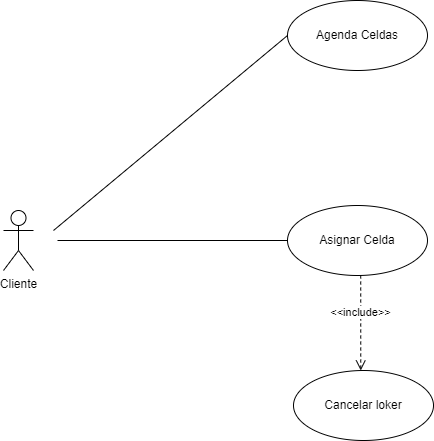 Agenda Celdas
Asignar Celda
Cliente
<<include>>
Cancelar loker